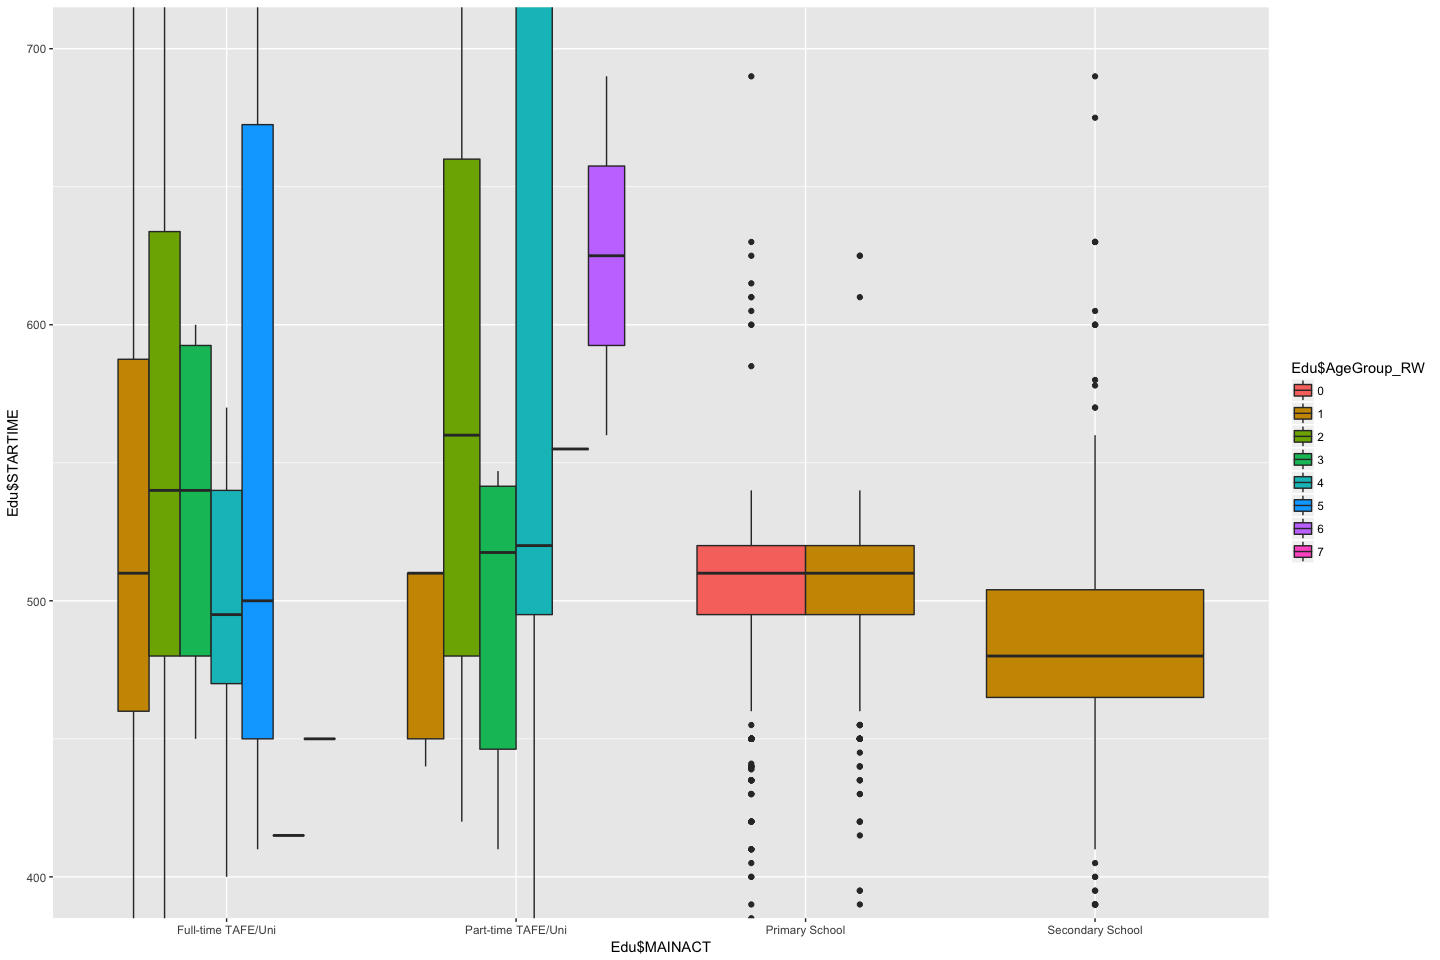 700
600
500
400
Edu$STARTIME
Full-time TAFE/Uni
Part-time TAFE/Uni
Primary School
Secondary School
Edu$MAINACT
Edu$AgeGroup_RW
0
1
2
3
4
5
6
7